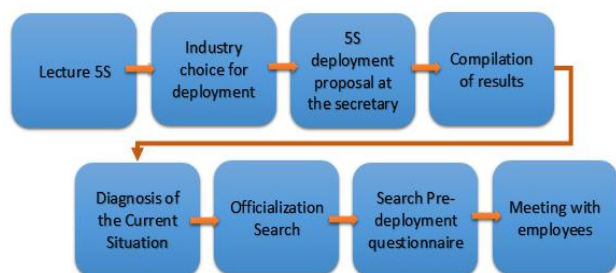 Lecture 5S
Industry
choice for
deployment
5S
deployment
proposal at
the secretary
Compilation
of results
Diagnosis of
the Current
Situation
Officialization
Search
Search Pre-
deployment
questionnaire
Meeting with
employees